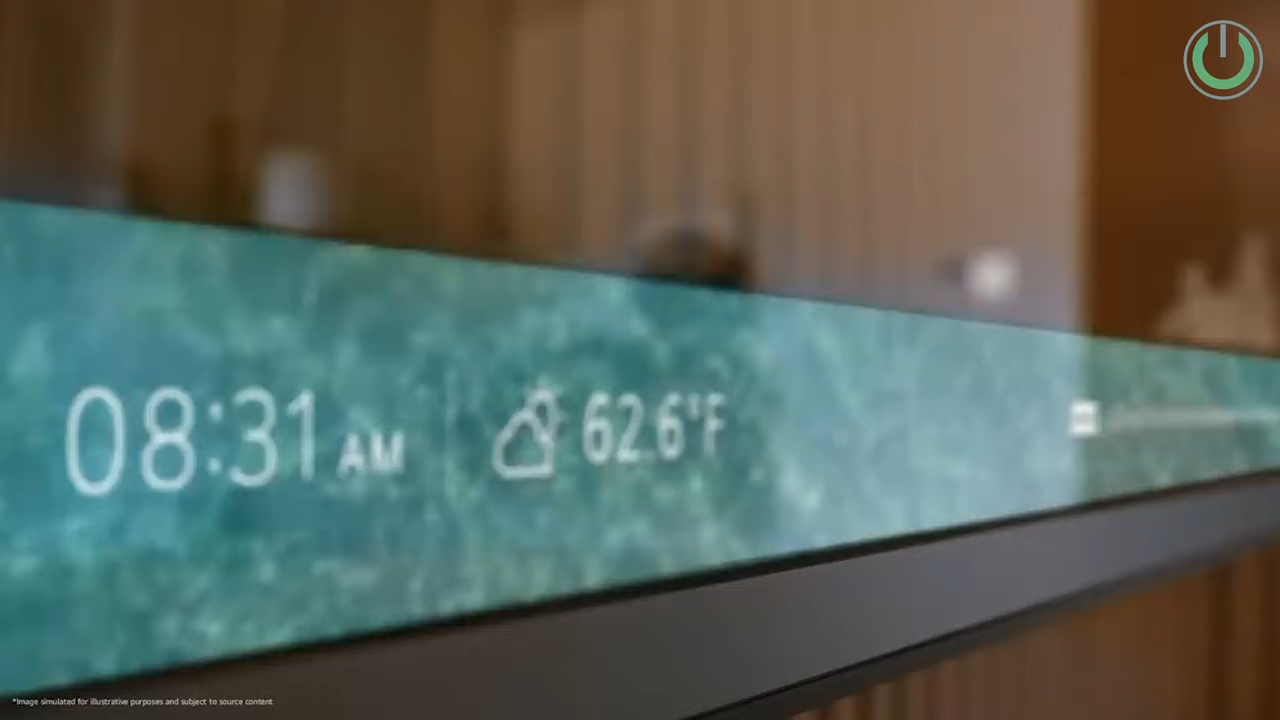 08:31 AM 62.6°F
*Image simulated for illustrative purposes and subject to source content